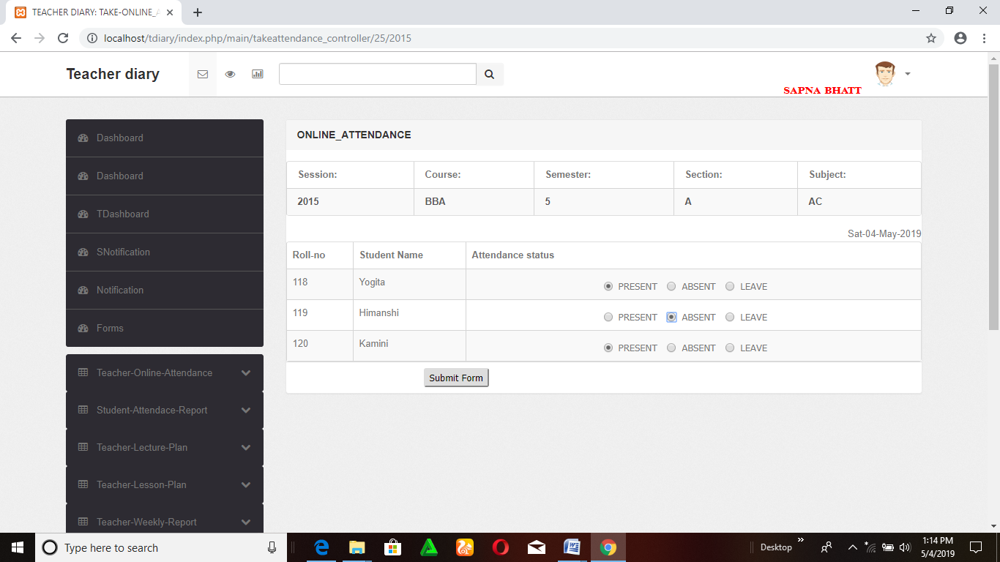 TEACHER DIARY: TAKE-ONLINE_A
localhost/tdiary/index.php/main/takeattendance_controller/25/2015
Teacher diary
SAPNA BHATT
Dashboard
Dashboard
TDashboard
SNotification
Notification
Forms
Teacher-Online-Attendance
Student-Attendace-Report
Teacher-Lecture-Plan
Teacher-Lesson-Plan
Teacher-Weekly-Report
ONLINE_ATTENDANCE
Session: Course: Semester: Section: Subject:
2015 BBA 5 A AC
Sat-04-May-2019
Roll-no Student Name Attendance status
118 Yogita PRESENT ABSENT LEAVE
119 Himanshi PRESENT ABSENT LEAVE
120 Kamini PRESENT ABSENT LEAVE
Submit Form
Type here to search
Desktop
1:14 PM
5/4/2019